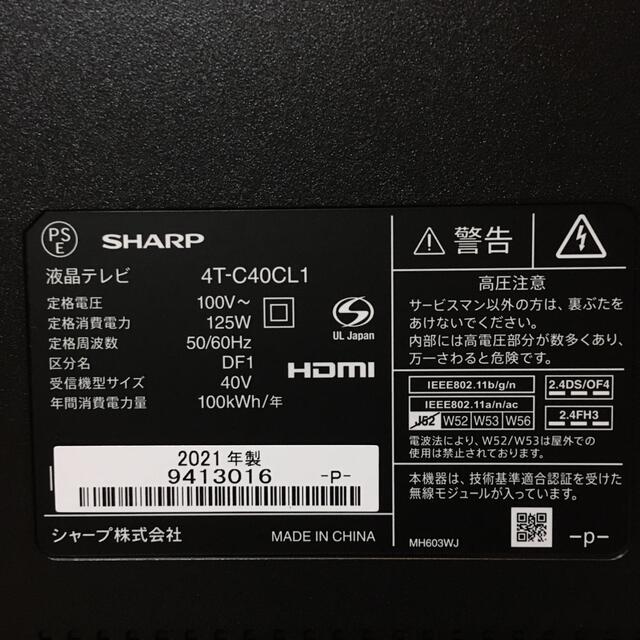 PS
E
SHARP
液晶テレビ 4T-C40CL1
定格電圧 100V～
定格消費電力 125W
定格周波数 50/60Hz
区分名 DF1
受信機型サイズ 40V
年間消費電力量 100kWh/年
S
UL Japan
HDMI
2021年製
9413016 -P-
シャープ株式会社 MADE IN CHINA
警告
高圧注意
サービスマン以外の方は、裏ぶたを
あけないでください。
内部には高電圧部分が数多くあり、
万一さわると危険です。
IEEE802.11b/g/n
IEEE802.11a/n/ac
J52 W52 W53 W56
2.4DS/OF4
2.4FH3
電波法により、W52/W53は屋外での
使用は禁止されております。
本機器は、技術基準適合認証を受けた
無線モジュールが入っています。
MH603WJ -p-